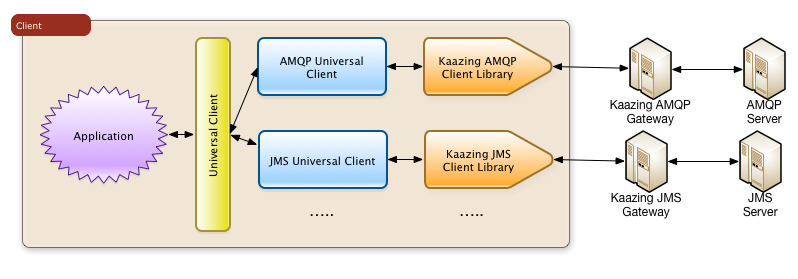 Client
Application
Universal Client
AMQP Universal
Client
Kaazing AMQP
Client Library
Kaazing AMQP
Gateway
AMQP
Server
JMS Universal Client
Kaazing JMS
Client Library
Kaazing JMS
Gateway
JMS
Server
.....
.....